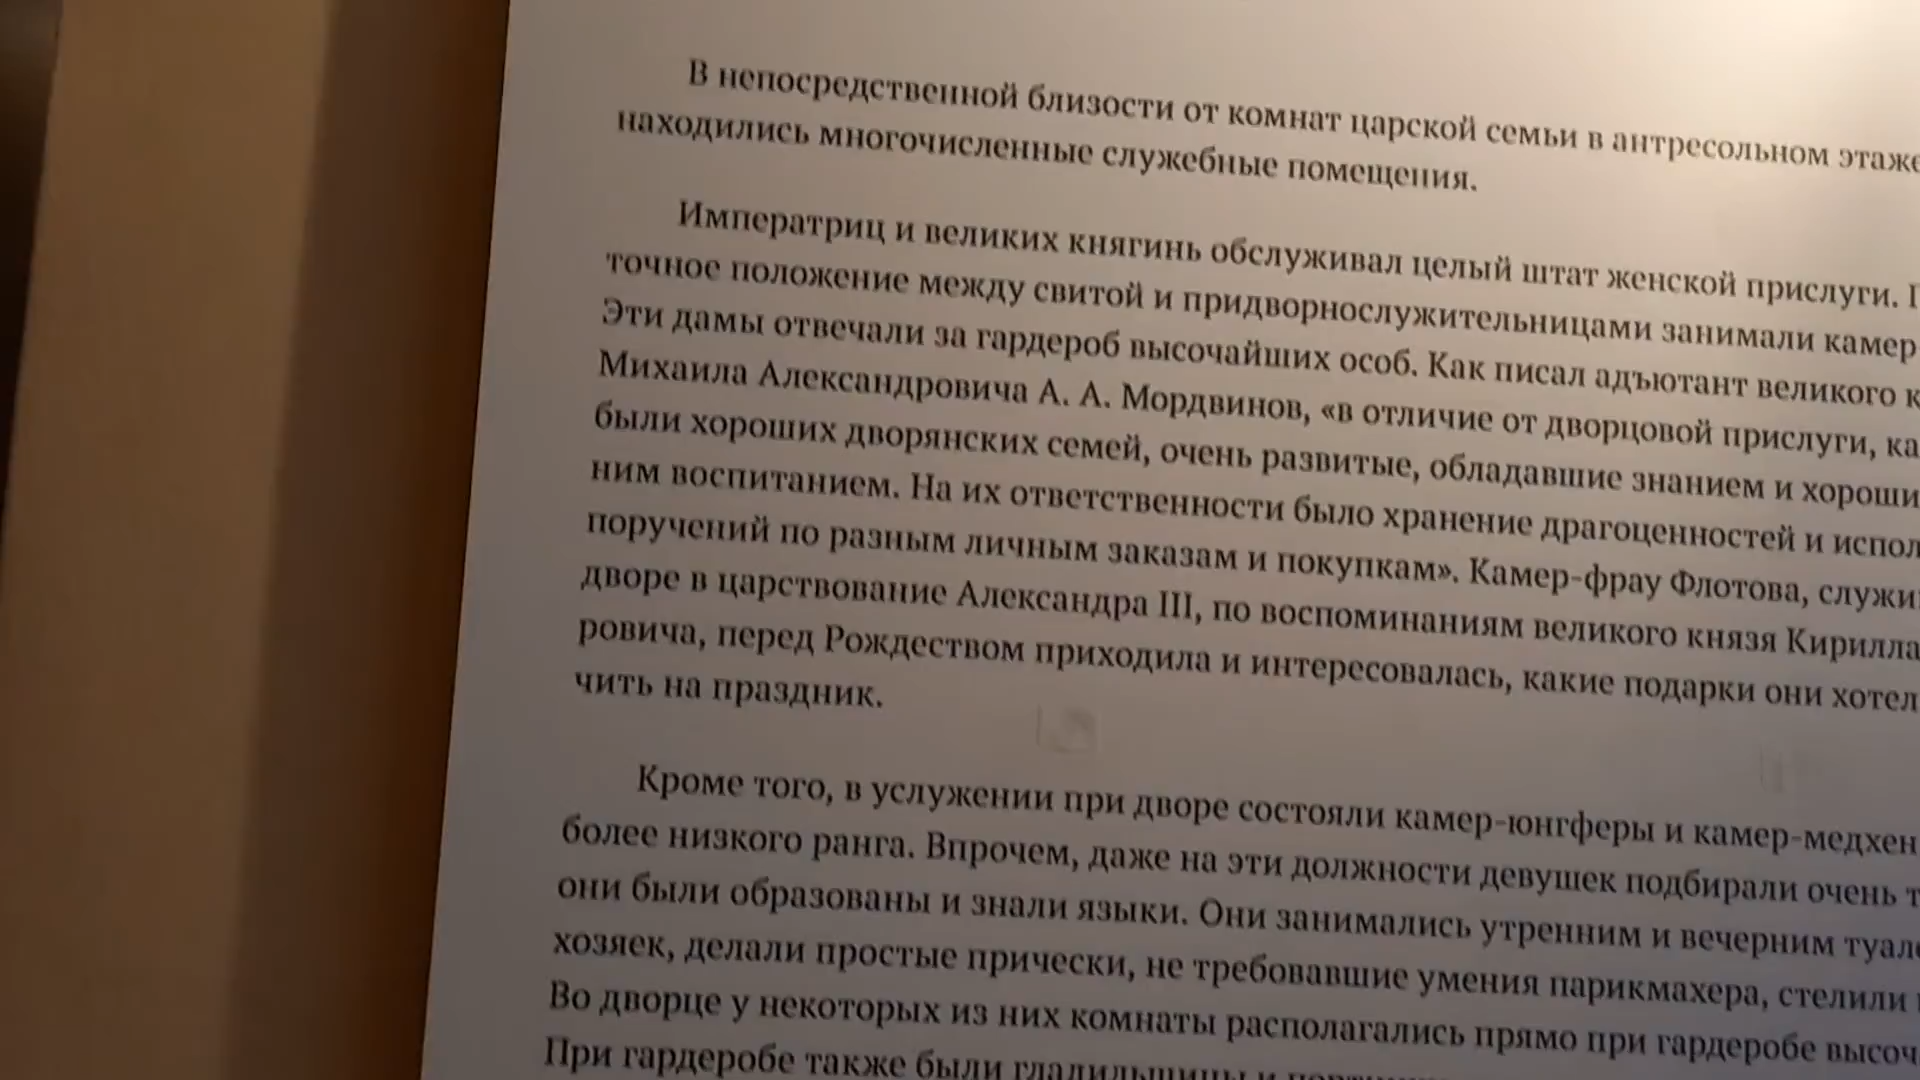 В непосредственной близости от комнат царской семьи в антресольном этаже
находились многочисленные служебные помещения.
Императриц и великих княгинь обслуживал целый штат женской прислуги. П
точное положение между свитой и придворнослужительницами занимали камер-
Эти дамы отвечали за гардероб высочайших особ. Как писал адъютант великого к
Михаила Александровича А. А. Мордвинов, «в отличие от дворцовой прислуги, ка
были хороших дворянских семей, очень развитые, обладавшие знанием и хороши
ним воспитанием. На их ответственности было хранение драгоценностей и испол
поручений по разным личным заказам и покупкам». Камер-фрау Флотова, служи
дворе в царствование Александра III, по воспоминаниям великого князя Кирилла
ровича, перед Рождеством приходила и интересовалась, какие подарки они хотел
чить на праздник.
Кроме того, в услужении при дворе состояли камер-юнгферы и камер-медхен
более низкого ранга. Впрочем, даже на эти должности девушек подбирали очень т
они были образованы и знали языки. Они занимались утренним и вечерним туале
хозяек, делали простые прически, не требовавшие умения парикмахера, стелили
Во дворце у некоторых из них комнаты располагались прямо при гардеробе высоч
При гардеробе также были гладильщицы и